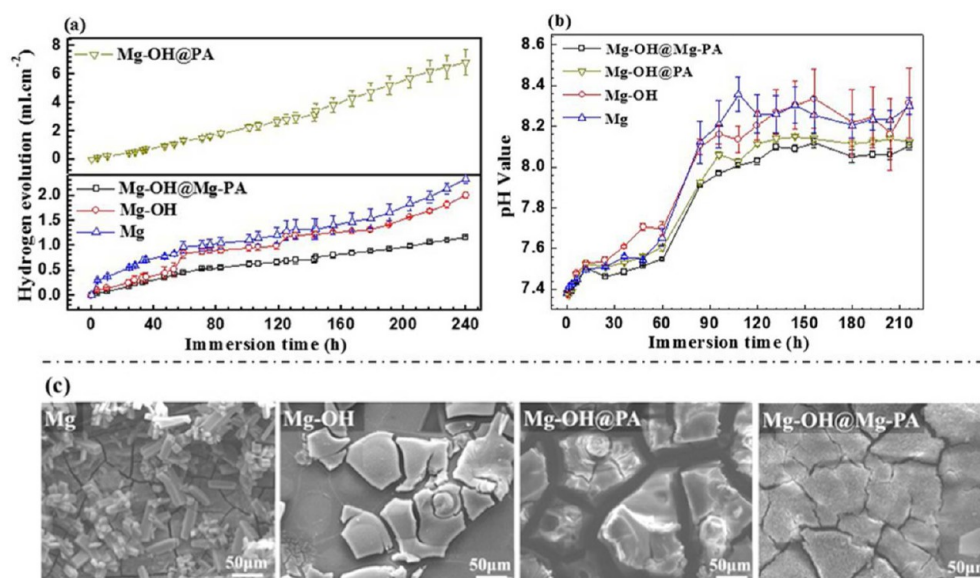 (a)
8
6
4
2
0
2.0
1.5
1.0
0.5
0.0
Hydrogen evolution (ml.cm⁻²)
Mg-OH@PA
Mg-OH@Mg-PA
Mg-OH
Mg
0 40 80 120 160 200 240
Immersion time (h)
(b)
8.6
8.4
8.2
8.0
7.8
7.6
7.4
pH Value
Mg-OH@Mg-PA
Mg-OH@PA
Mg-OH
Mg
0 30 60 90 120 150 180 210
Immersion time (h)
(c)
Mg
50μm
Mg-OH
50μm
Mg-OH@PA
50μm
Mg-OH@Mg-PA
50μm